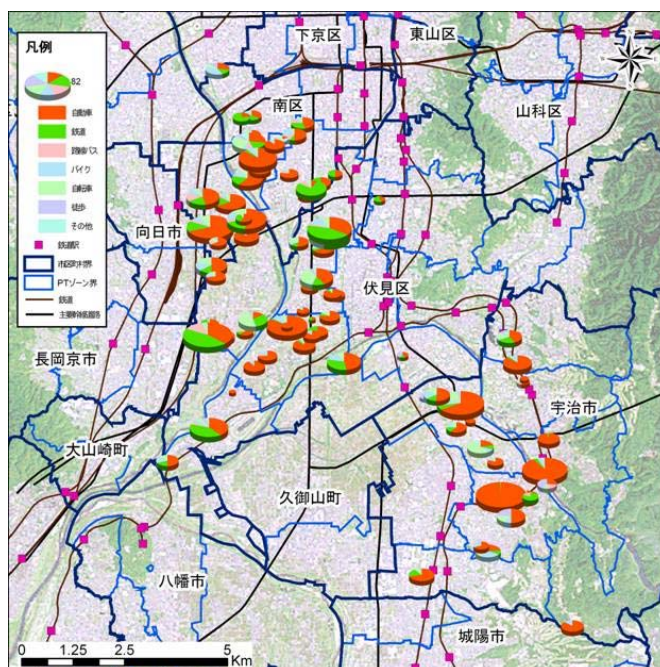 凡例
82
自動車
鉄道
路線バス
バイク
自転車
徒歩
その他
鉄道駅
市区町村界
PTゾーン界
鉄道
主要幹線道路
下京区
東山区
南区
山科区
向日市
伏見区
長岡京市
宇治市
大山崎町
久御山町
八幡市
城陽市
0 1.25 2.5 5
Km